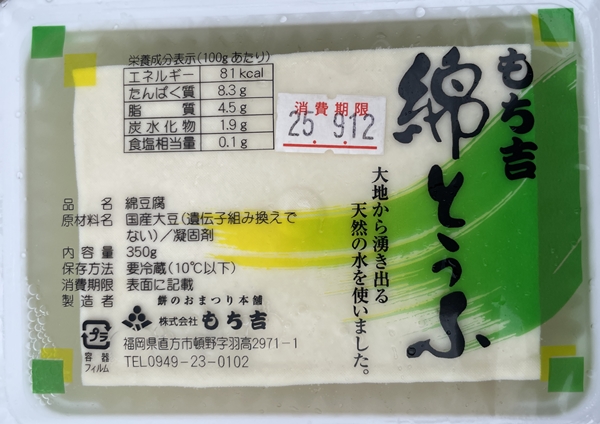 もち吉
綿とうふ
大地から湧き出る
天然の水を使いました。
栄養成分表示(100gあたり)
エネルギー 81kcal
たんぱく質 8.3g
脂質 4.5g
炭水化物 1.9g
食塩相当量 0.1g
消費期限
25. 9.12
品名 綿豆腐
原材料名 国産大豆(遺伝子組み換えで
ない)/凝固剤
内容量 350g
保存方法 要冷蔵(10℃以下)
消費期限 表面に記載
製造者 餅のおまつり本舗
株式会社もち吉
福岡県直方市頓野字羽高2971-1
TEL0949-23-0102
プラ
容器
フィルム